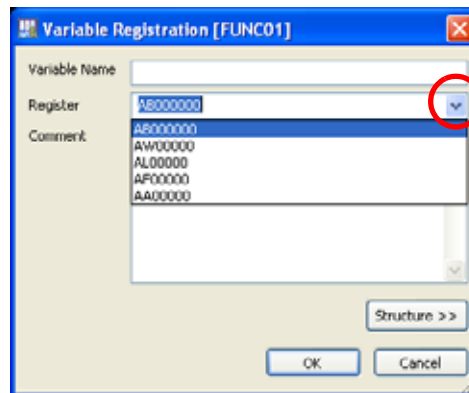 Variable Registration [FUNC01]
Variable Name
Register AB000000
Comment AB000000
AW00000
AL00000
AF00000
AA00000
Structure >>
OK Cancel